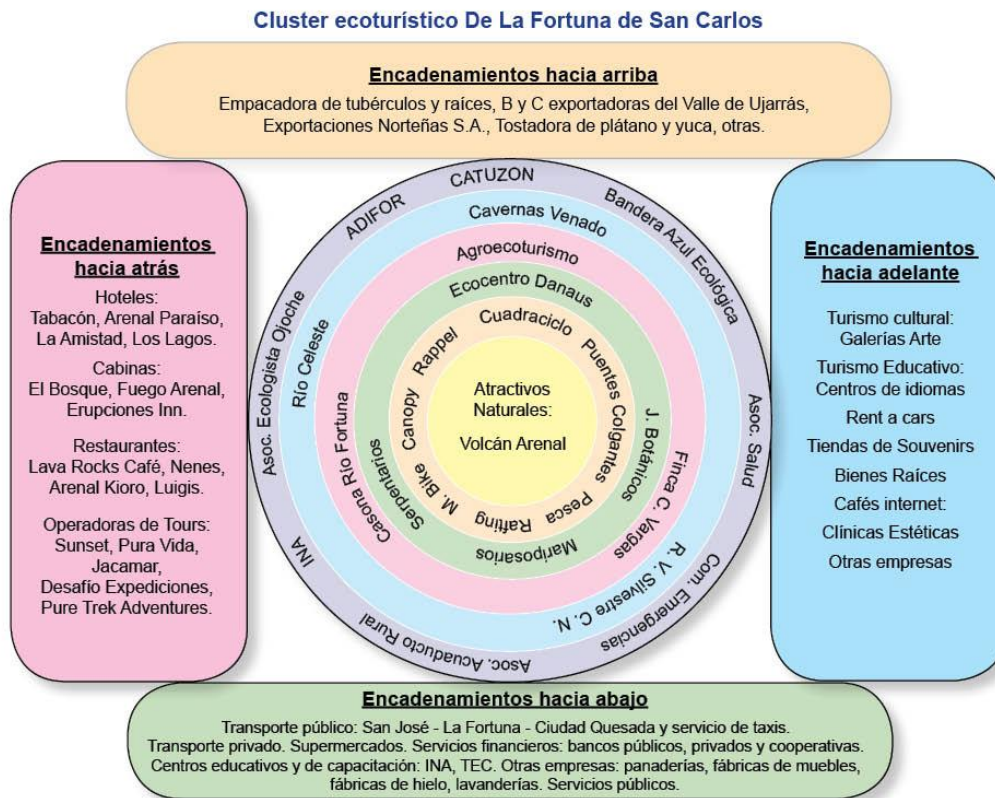 Cluster ecoturístico De La Fortuna de San Carlos
Encadenamientos hacia arriba
Empacadora de tubérculos y raíces, B y C exportadoras del Valle de Ujarrás,
Exportaciones Norteñas S.A., Tostadora de plátano y yuca, otras.
Encadenamientos
hacia atrás
Hoteles:
Tabacón, Arenal Paraíso,
La Amistad, Los Lagos.
Cabinas:
El Bosque, Fuego Arenal,
Erupciones Inn.
Restaurantes:
Lava Rocks Café, Nenes,
Arenal Kioro, Luigis.
Operadoras de Tours:
Sunset, Pura Vida,
Jacamar,
Desafío Expediciones,
Pure Trek Adventures.
INA
Asoc. Ecologista Ojoche
ADIFOR
CATUZON
Bandera Azul Ecológica
Asoc. Salud
Com. Emergencias
Asoc. Acuaducto Rural
Río Celeste
Cavernas Venado
R. V. Silvestre C. N.
Casona Río Fortuna
Agroecoturismo
Finca C. Vargas
Serpentarios
Ecocentro Danaus
J. Botánicos
Mariposarios
M. Bike
Canopy
Rappel
Cuadraciclo
Puentes Colgantes
Pesca
Rafting
Atractivos
Naturales:
Volcán Arenal
Encadenamientos
hacia adelante
Turismo cultural:
Galerías Arte
Turismo Educativo:
Centros de idiomas
Rent a cars
Tiendas de Souvenirs
Bienes Raíces
Cafés internet:
Clínicas Estéticas
Otras empresas
Encadenamientos hacia abajo
Transporte público: San José - La Fortuna - Ciudad Quesada y servicio de taxis.
Transporte privado. Supermercados. Servicios financieros: bancos públicos, privados y cooperativas.
Centros educativos y de capacitación: INA, TEC. Otras empresas: panaderías, fábricas de muebles,
fábricas de hielo, lavanderías. Servicios públicos.